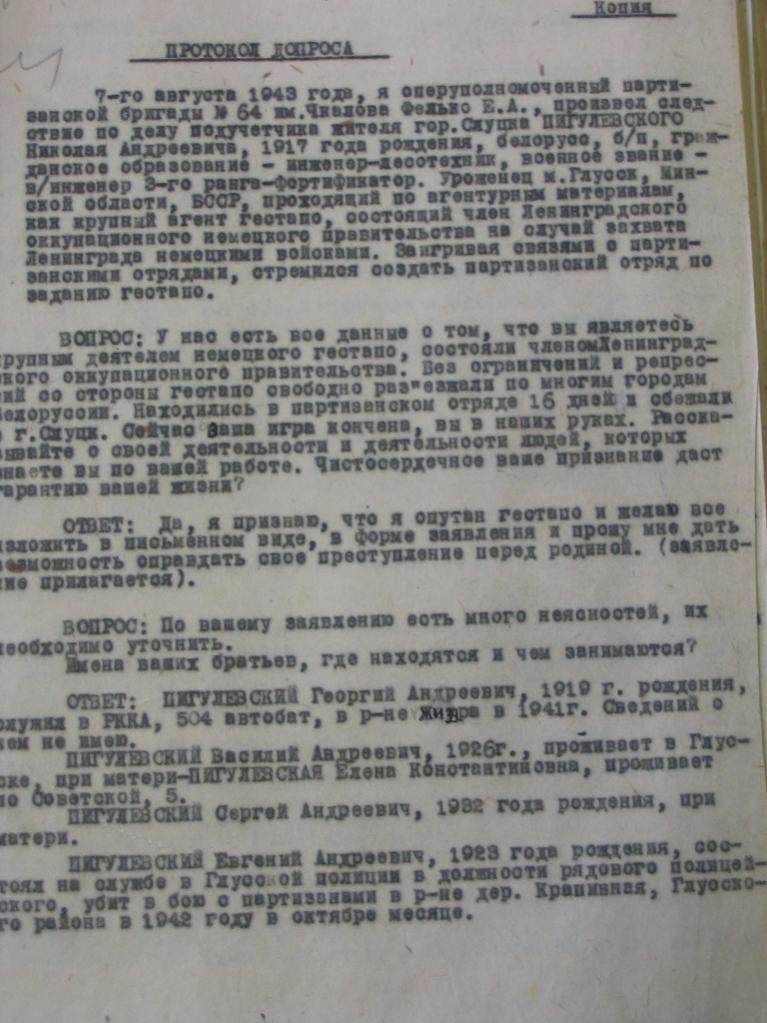 Копия
ПРОТОКОЛ ДОПРОСА
7-го августа 1943 года, я оперуполномоченный парти-
занской бригады № 64 им.Чкалова Фелько Е.А., произвел след-
ствие по делу подучетчика жителя гор.Слуцка ПИГУЛЕВСКОГО
Николая Андреевича, 1917 года рождения, белорусс, б/п, граж-
данское образование - инженер-лесотехник, военное звание -
в/инженер 3-го ранга-фортификатор. Уроженец м.Глусск, Мин-
ской области, БССР, проходящий по агентурным материалам,
как крупный агент гестапо, состоящий член Ленинградского
оккупационного немецкого правительства на случай захвата
Ленинграда немецкими войсками. Заигривая связями с парти-
занскими отрядами, стремился создать партизанский отряд по
заданию гестапо.
ВОПРОС: У нас есть все данные о том, что вы являетесь
крупным деятелем немецкого гестапо, состояли членомЛенинград-
ского оккупационного правительства. Без ограничений и репрес-
сий со стороны гестапо свободно раз"езжали по многим городам
Белоруссии. Находились в партизанском отряде 16 дней и сбежали
в г.Слуцк. Сейчас Ваша игра кончена, вы в наших руках. Расска-
зывайте о своей деятельности и деятельности людей, которых
знаете вы по вашей работе. Чистосердечное ваше признание даст
гарантию вашей жизни?
ОТВЕТ: Да, я признаю, что я опутан гестапо и желаю все
изложить в письменном виде, в форме заявления и прошу мне дать
возможность оправдать свое преступление перед родиной. (заявле-
ние прилагается).
ВОПРОС: По вашему заявлению есть много неясностей, их
необходимо уточнить.
Имена ваших братьев, где находятся и чем занимаются?
ОТВЕТ: ПИГУЛЕВСКИЙ Георгий Андреевич, 1919 г. рождения,
служил в РККА, 504 автобат, в р-не в 1941г. Сведений о
нем не имею.
ПИГУЛЕВСКИЙ Василий Андреевич, 1926г., проживает в Глус-
ске, при матери-ПИГУЛЕВСКАЯ Елена Константиновна, проживает
по Советской, 5.
ПИГУЛЕВСКИЙ Сергей Андреевич, 1932 года рождения, при
матери.
ПИГУЛЕВСКИЙ Евгений Андреевич, 1923 года рождения, сос-
тоял на службе в Глусской полиции в должности рядового полицей-
ского, убит в бою с партизанами в р-не дер. Крапивная, Глусско-
го района в 1942 году в октябре месяце.